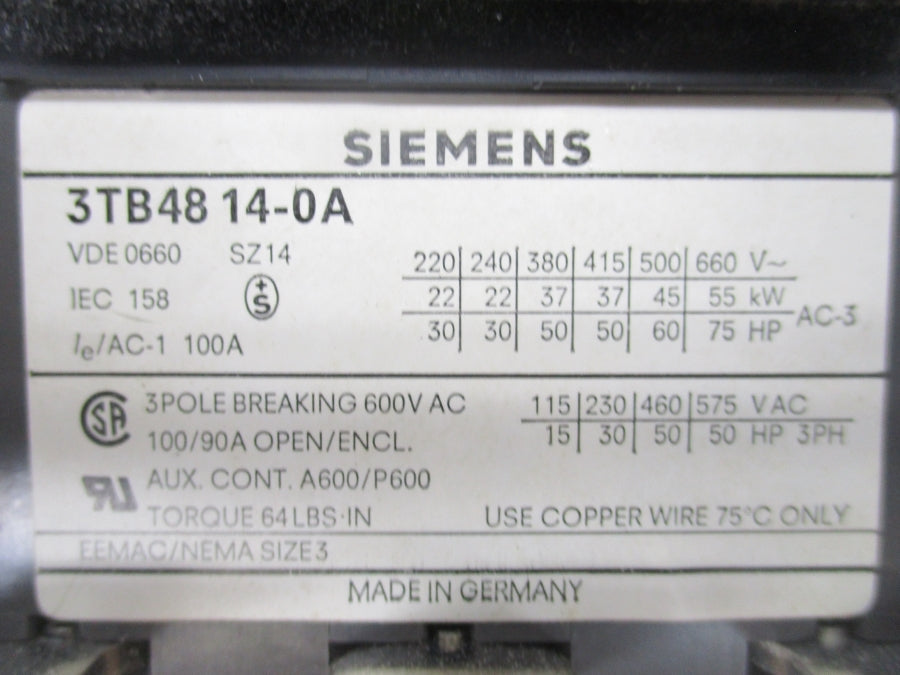 SIEMENS
3TB48 14-0A
VDE 0660 SZ14
IEC 158 +S
Ie/AC-1 100A
220 240 380 415 500 660 V~
22 22 37 37 45 55 kW
30 30 50 50 60 75 HP
AC-3
SA 3POLE BREAKING 600V AC
100/90A OPEN/ENCL.
115 230 460 575 VAC
15 30 50 50 HP 3PH
RU AUX. CONT. A600/P600
TORQUE 64LBS·IN USE COPPER WIRE 75°C ONLY
EEMAC/NEMA SIZE3
MADE IN GERMANY